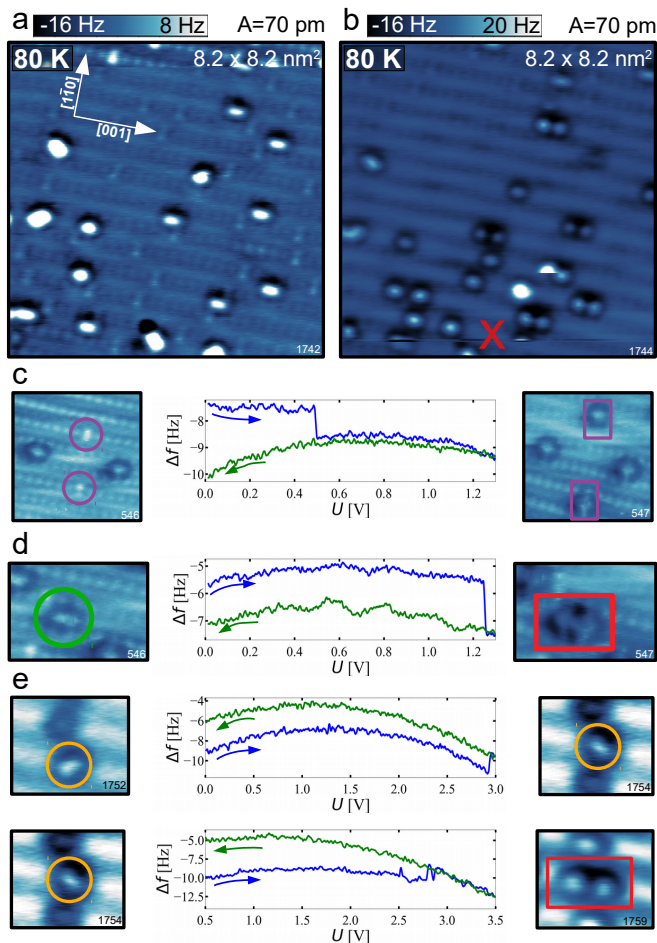 a -16 Hz 8 Hz A=70 pm
80 K 8.2 x 8.2 nm²
[1̄10]
[001]
1742
b -16 Hz 20 Hz A=70 pm
80 K 8.2 x 8.2 nm²
X
1744
c
546
Δf [Hz]
-8
-9
-10
0.0 0.2 0.4 0.6 0.8 1.0 1.2
U [V]
547
d
546
Δf [Hz]
-5
-6
-7
0.0 0.2 0.4 0.6 0.8 1.0 1.2
U [V]
547
e
1752
Δf [Hz]
-4
-6
-8
-10
0.0 0.5 1.0 1.5 2.0 2.5 3.0
1754
1754
Δf [Hz]
-5.0
-7.5
-10.0
-12.5
0.5 1.0 1.5 2.0 2.5 3.0 3.5
U [V]
1759